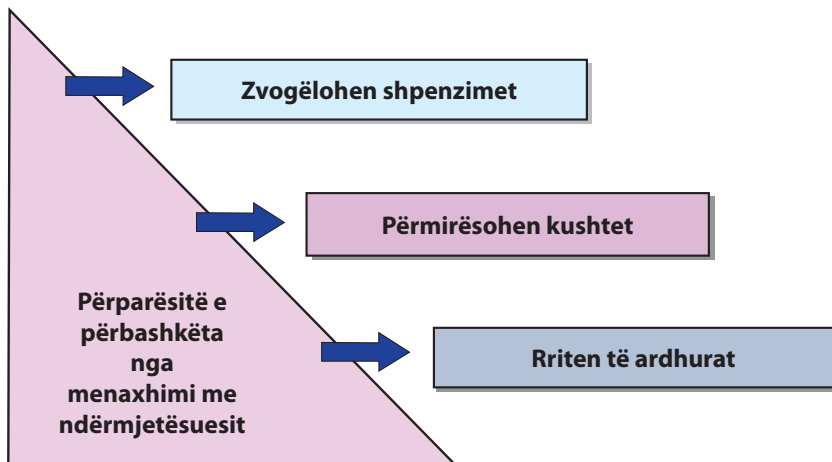 Zvogëlohen shpenzimet
Përmirësohen kushtet
Rriten të ardhurat
Përparësitë e
përbashkëta
nga
menaxhimi me
ndërmjetësuesit